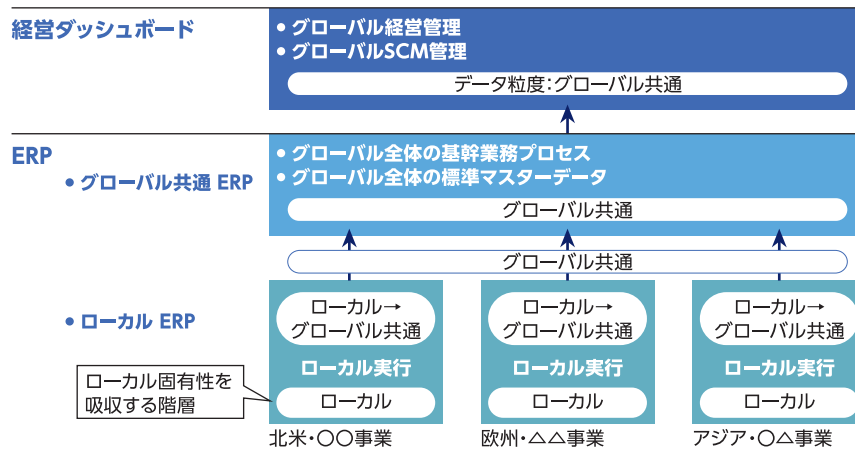 経営ダッシュボード
• グローバル経営管理
• グローバルSCM管理
データ粒度:グローバル共通
ERP
• グローバル共通 ERP
• グローバル全体の基幹業務プロセス
• グローバル全体の標準マスターデータ
グローバル共通
グローバル共通
• ローカル ERP
ローカル→
グローバル共通
ローカル実行
ローカル
ローカル→
グローバル共通
ローカル実行
ローカル
ローカル→
グローバル共通
ローカル実行
ローカル
ローカル固有性を
吸収する階層
北米・〇〇事業
欧州・△△事業
アジア・〇△事業